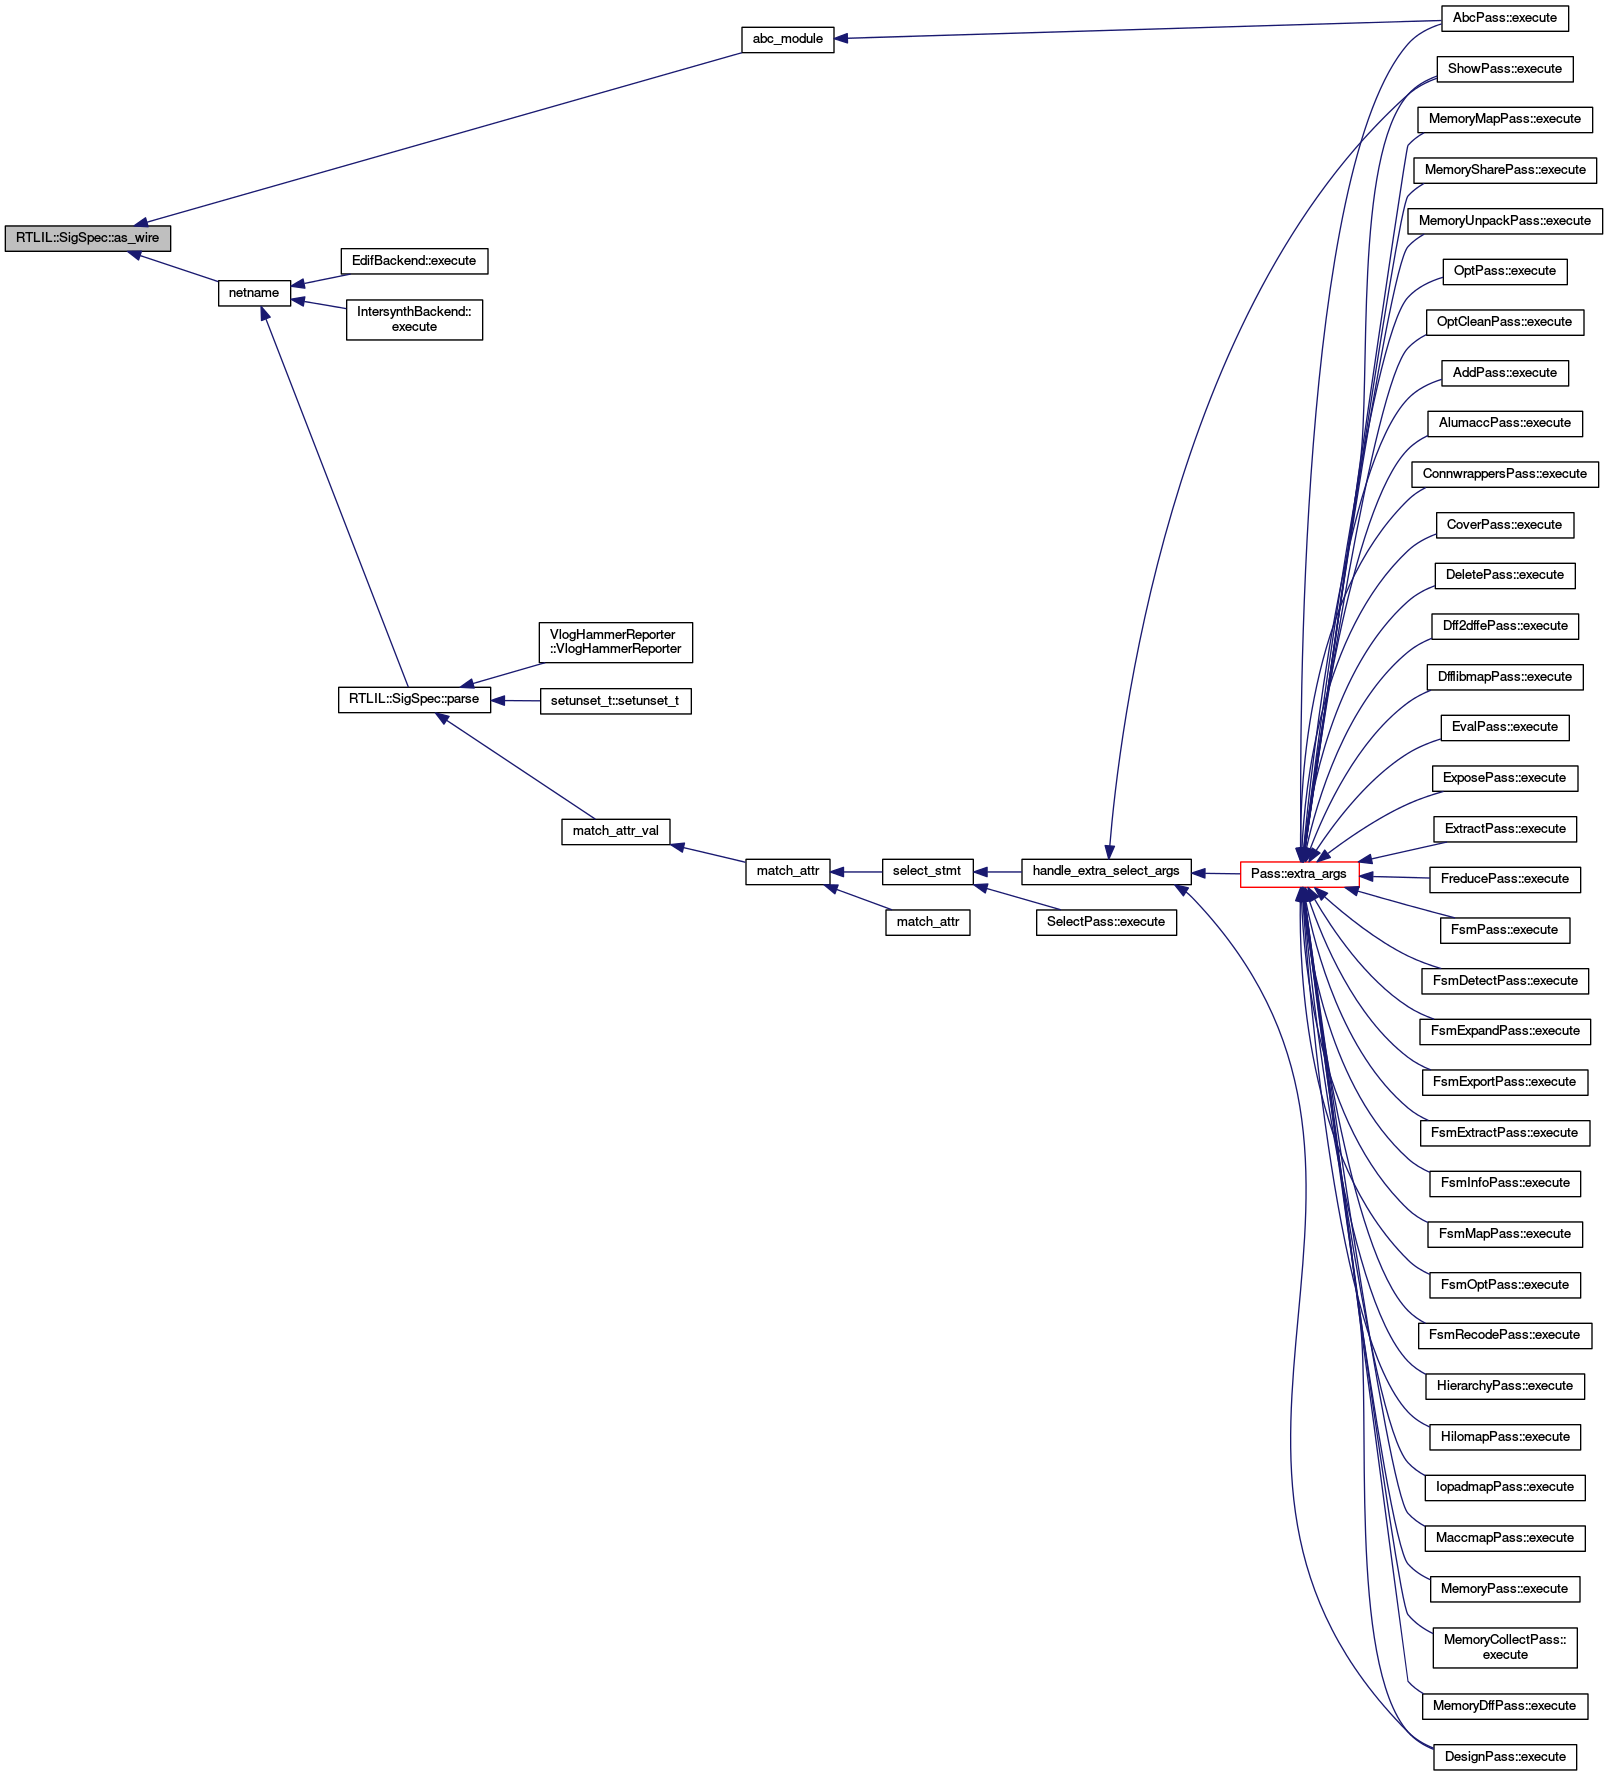 AbcPass::execute
abc_module
ShowPass::execute
MemoryMapPass::execute
MemorySharePass::execute
MemoryUnpackPass::execute
RTLIL::SigSpec::as_wire
EdifBackend::execute
OptPass::execute
netname
IntersynthBackend::
execute
OptCleanPass::execute
AddPass::execute
AlumaccPass::execute
ConnwrappersPass::execute
CoverPass::execute
DeletePass::execute
Dff2dffePass::execute
VlogHammerReporter
::VlogHammerReporter
DfflibmapPass::execute
RTLIL::SigSpec::parse
setunset_t::setunset_t
EvalPass::execute
ExposePass::execute
ExtractPass::execute
match_attr_val
match_attr
select_stmt
handle_extra_select_args
Pass::extra_args
FreducePass::execute
match_attr
SelectPass::execute
FsmPass::execute
FsmDetectPass::execute
FsmExpandPass::execute
FsmExportPass::execute
FsmExtractPass::execute
FsmInfoPass::execute
FsmMapPass::execute
FsmOptPass::execute
FsmRecodePass::execute
HierarchyPass::execute
HilomapPass::execute
IopadmapPass::execute
MaccmapPass::execute
MemoryPass::execute
MemoryCollectPass::
execute
MemoryDffPass::execute
DesignPass::execute